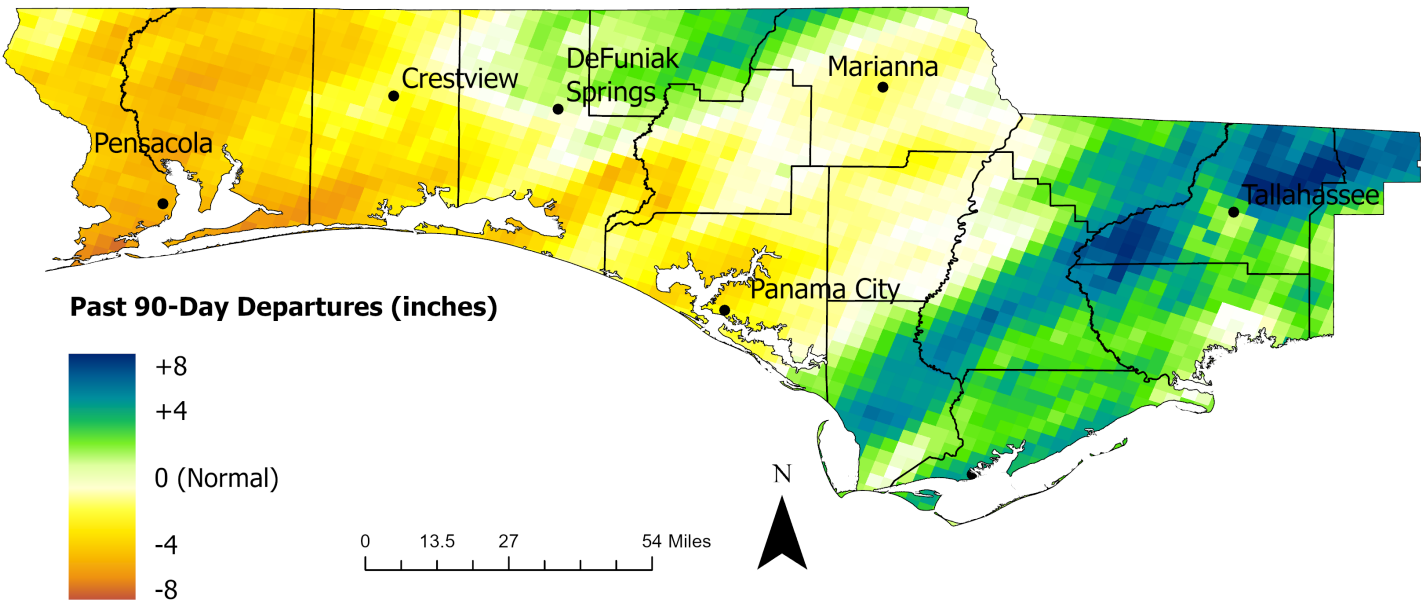 DeFuniak
Springs
Crestview
Marianna
Pensacola
Tallahassee
Panama City
Past 90-Day Departures (inches)
+8
+4
0 (Normal)
-4
-8
0 13.5 27 54 Miles
N